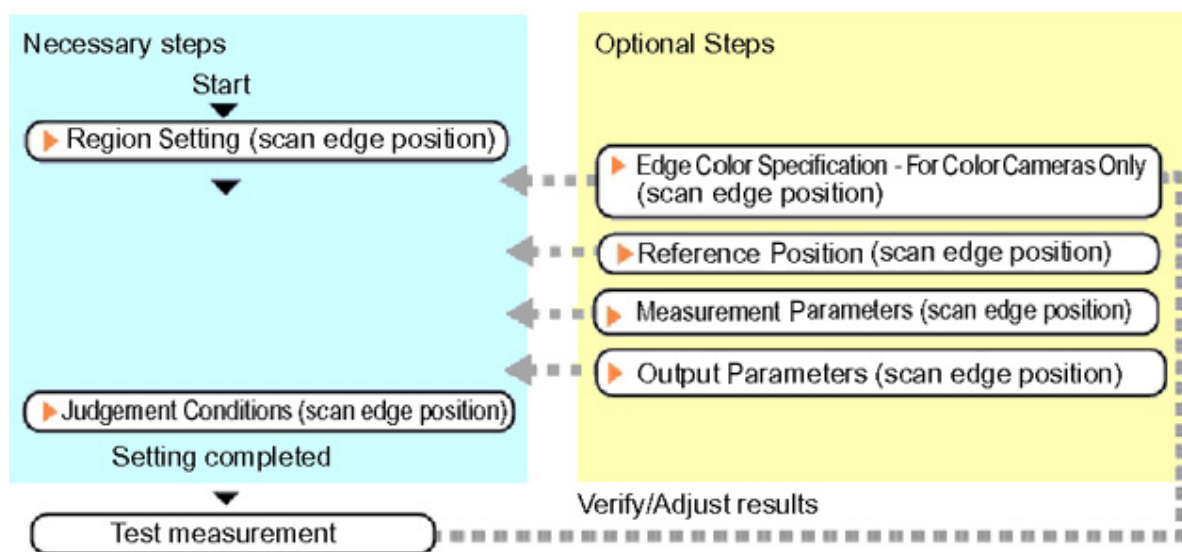 Necessary steps
Start
Region Setting (scan edge position)
Judgement Conditions (scan edge position)
Setting completed
Test measurement
Optional Steps
Edge Color Specification - For Color Cameras Only
(scan edge position)
Reference Position (scan edge position)
Measurement Parameters (scan edge position)
Output Parameters (scan edge position)
Verify/Adjust results